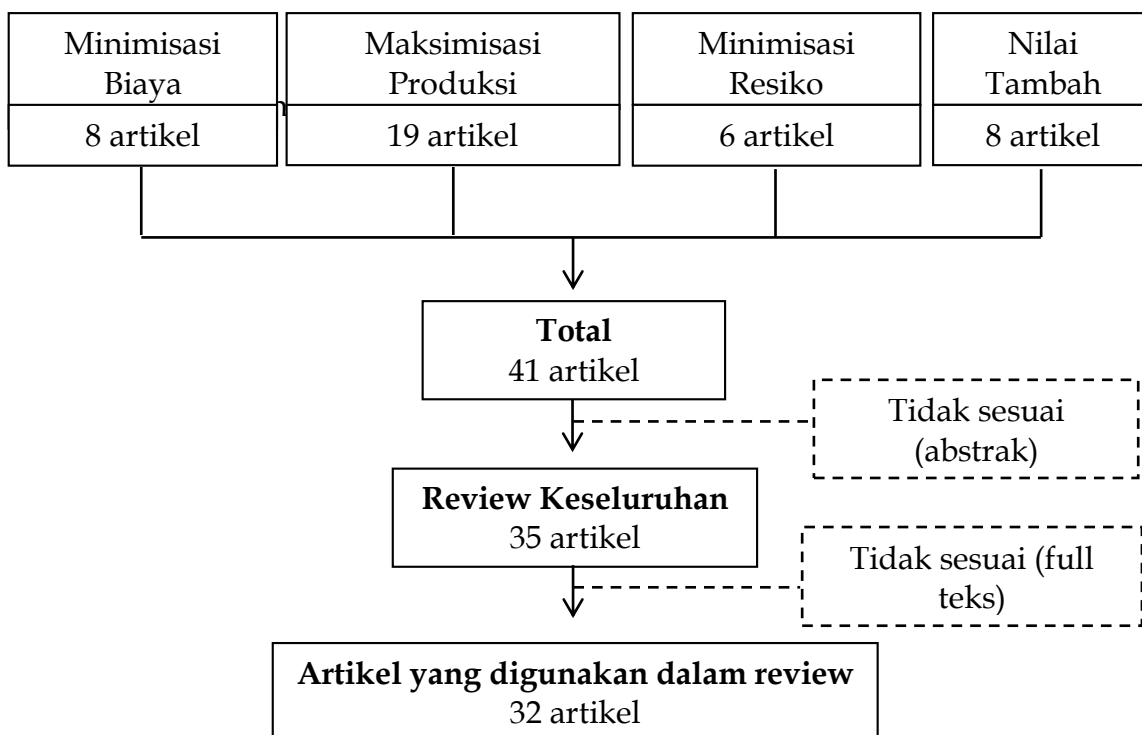 Minimisasi
Biaya
8 artikel
Maksimisasi
Produksi
19 artikel
Minimisasi
Resiko
6 artikel
Nilai
Tambah
8 artikel
Total
41 artikel
Tidak sesuai
(abstrak)
Review Keseluruhan
35 artikel
Tidak sesuai (full
teks)
Artikel yang digunakan dalam review
32 artikel